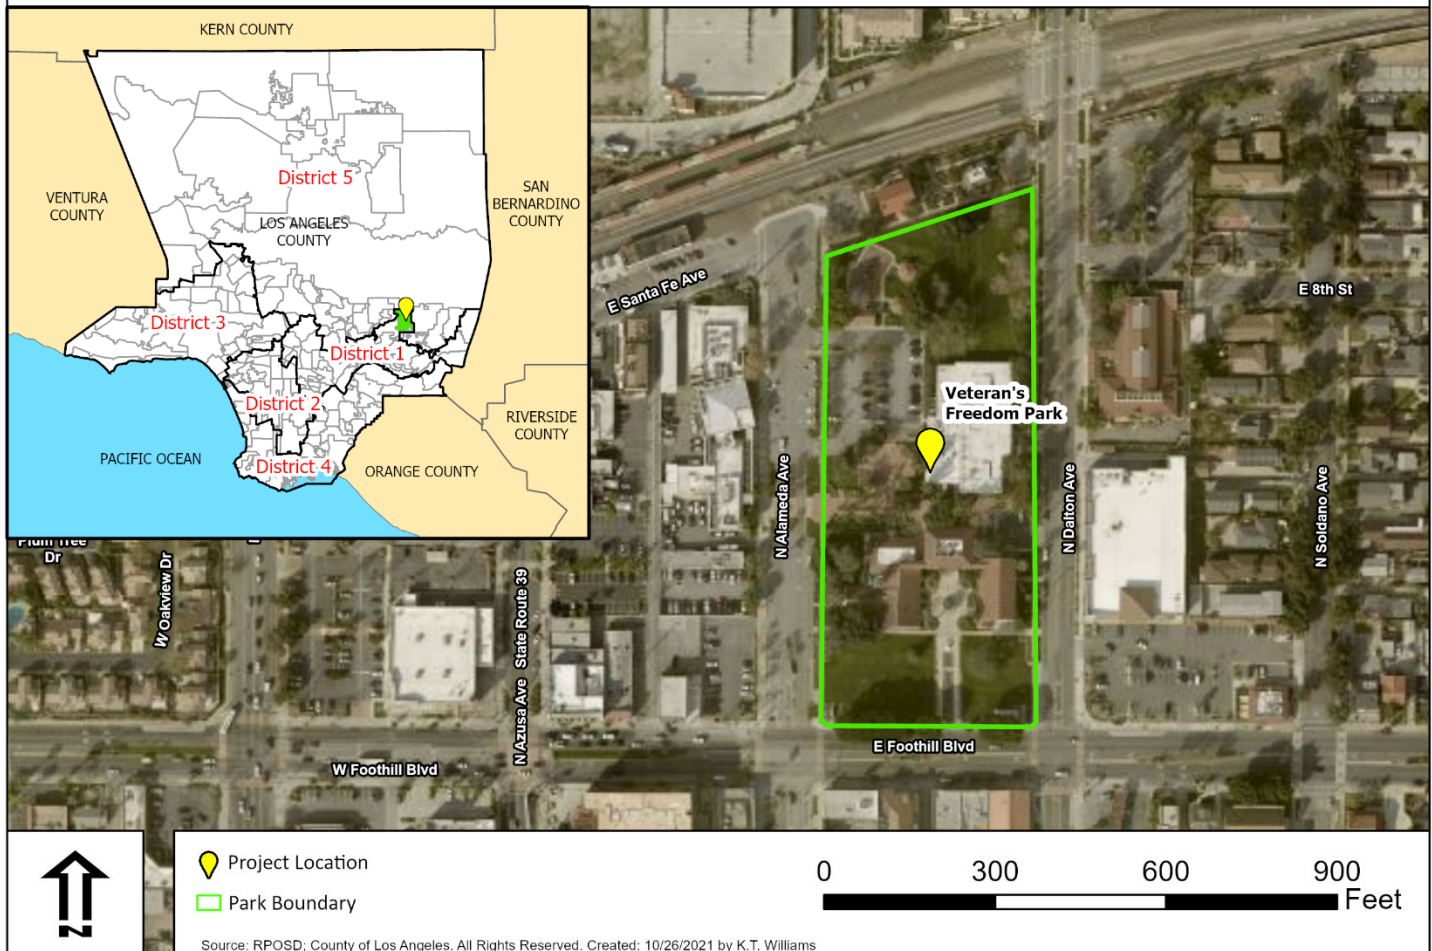 KERN COUNTY
VENTURA
COUNTY
SAN
BERNARDINO
COUNTY
District 5
LOS ANGELES
COUNTY
District 3
District 1
District 2
District 4
PACIFIC OCEAN
ORANGE COUNTY
RIVERSIDE
COUNTY
E Santa Fe Ave
E 8th St
Veteran's
Freedom Park
N Alameda Ave
N Dalton Ave
N Soldano Ave
Plum Tree
Dr
W Oakview Dr
N Azusa Ave State Route 39
W Foothill Blvd
E Foothill Blvd
N
Project Location
Park Boundary
0 300 600 900
Feet
Source: RPOSD; County of Los Angeles. All Rights Reserved. Created: 10/26/2021 by K.T. Williams